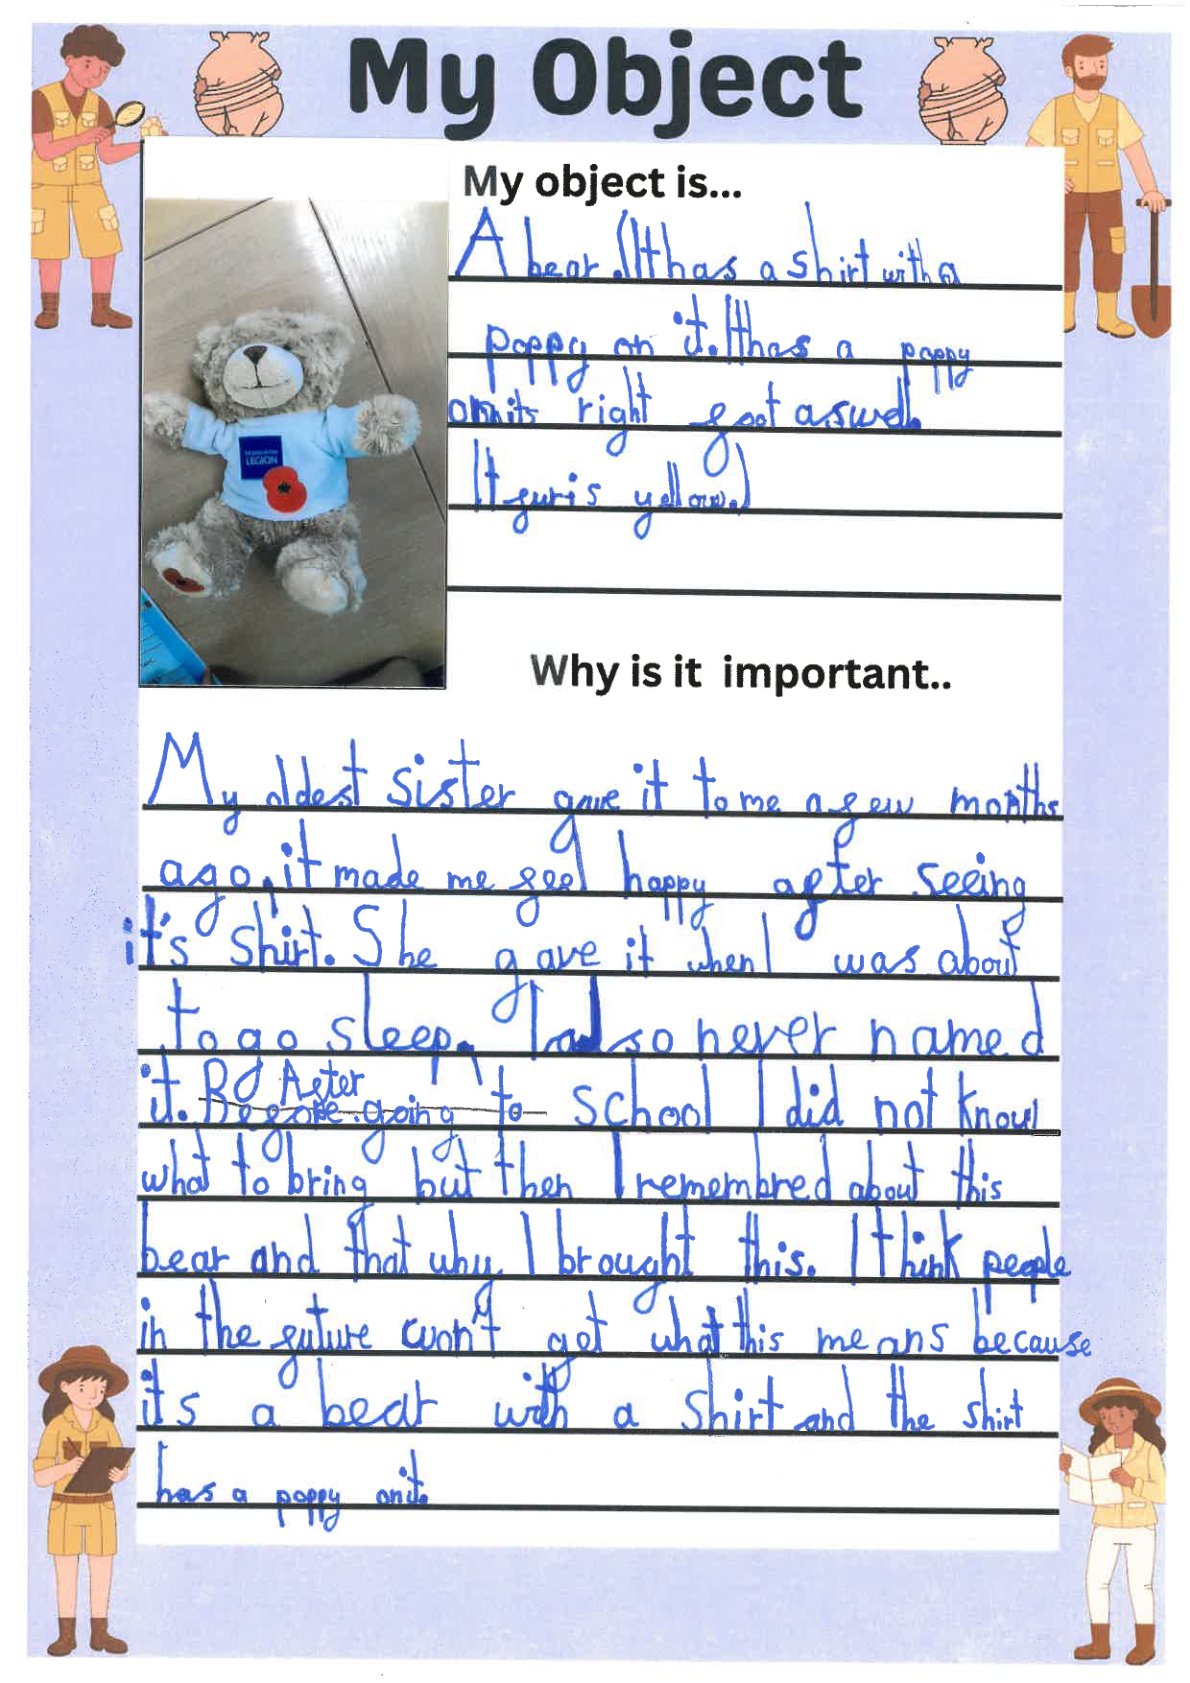 My Object
My object is...
A bear. (It has a shirt with a
poppy on it. It has a poppy
on its right foot aswell.
It fur is yellow.)
LEGION
Why is it important..
My oldest sister gave it to me a few months
ago, it made me feel happy after seeing
it's shirt. She gave it when I was about
to go sleep. I also never named
it. After
Before going to school I did not know
what to bring but then I remembred about this
bear and that why I brought this. I think people
in the future won't get what this means because
it's a bear with a shirt and the shirt
has a poppy on it.